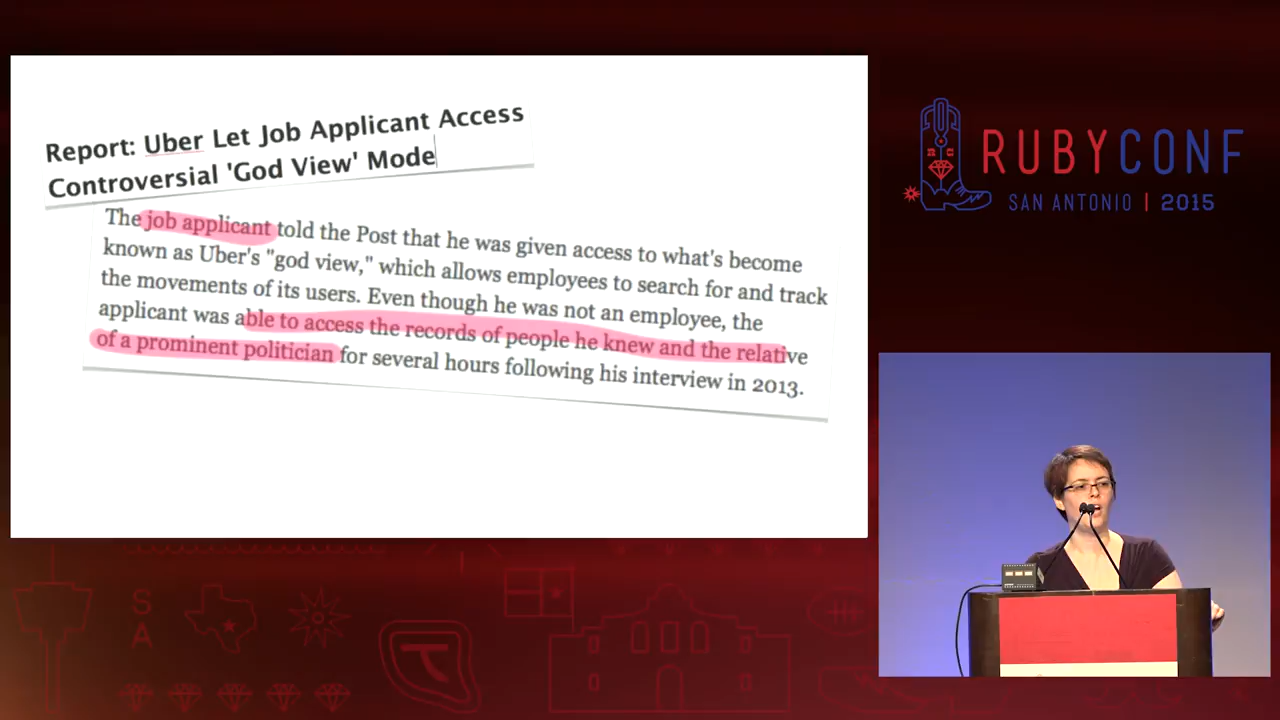 Report: Uber Let Job Applicant Access
Controversial 'God View' Mode
The job applicant told the Post that he was given access to what's become
known as Uber's "god view," which allows employees to search for and track
the movements of its users. Even though he was not an employee, the
applicant was able to access the records of people he knew and the relative
of a prominent politician for several hours following his interview in 2013.
RUBYCONF
SAN ANTONIO | 2015
S
A